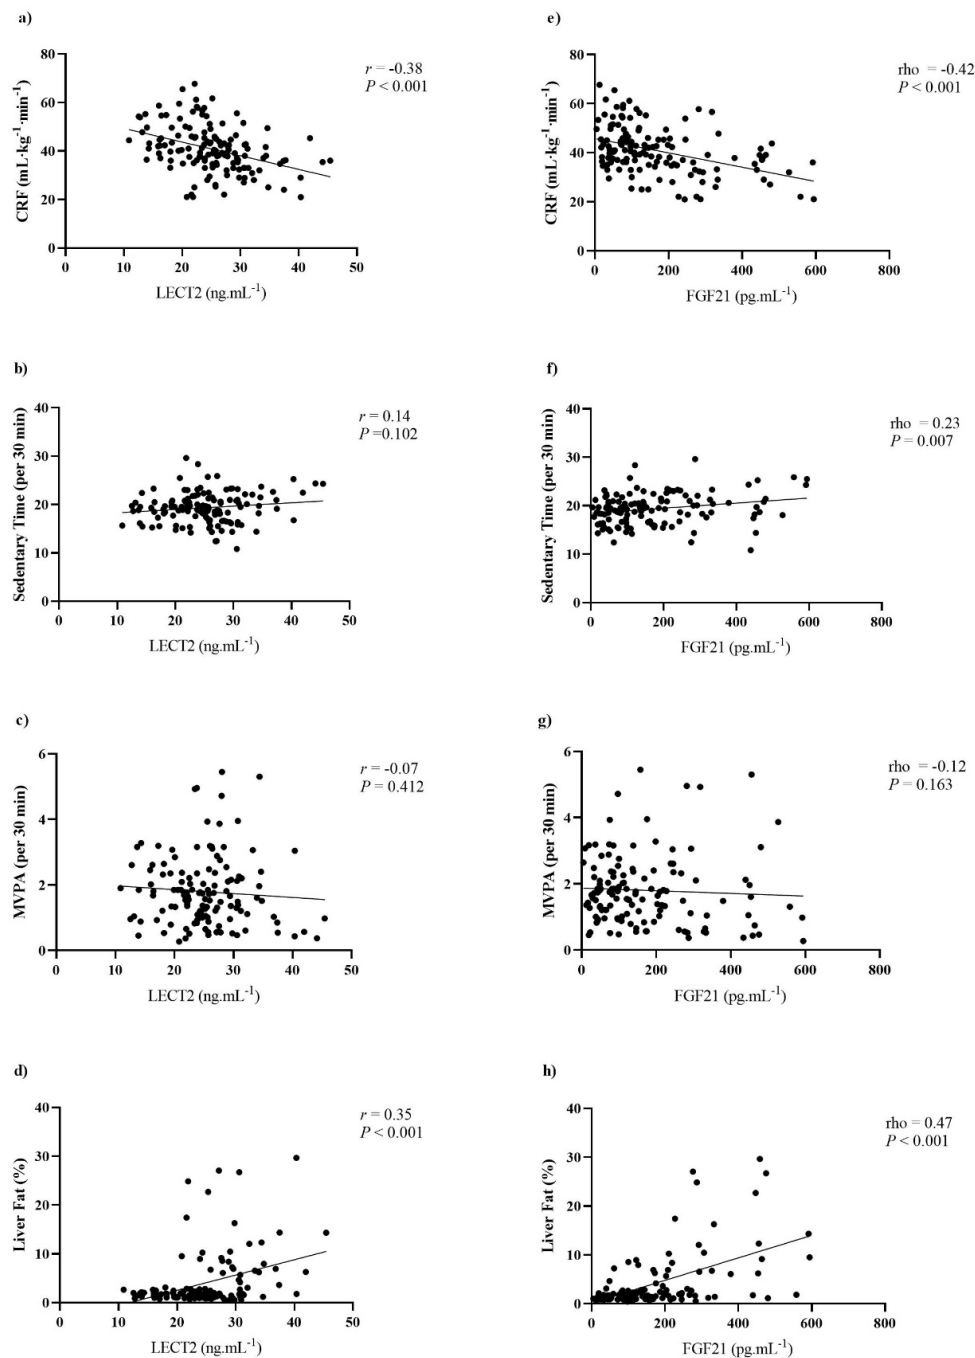 a)
r = -0.38
P < 0.001
CRF (mL·kg⁻¹·min⁻¹)
80
60
40
20
0
0 10 20 30 40 50
LECT2 (ng.mL⁻¹)
e)
rho = -0.42
P < 0.001
CRF (mL·kg⁻¹·min⁻¹)
80
60
40
20
0
0 200 400 600 800
FGF21 (pg.mL⁻¹)
b)
r = 0.14
P =0.102
Sedentary Time (per 30 min)
40
30
20
10
0
0 10 20 30 40 50
LECT2 (ng.mL⁻¹)
f)
rho = 0.23
P = 0.007
Sedentary Time (per 30 min)
40
30
20
10
0
0 200 400 600 800
FGF21 (pg.mL⁻¹)
c)
r = -0.07
P = 0.412
MVPA (per 30 min)
6
4
2
0
0 10 20 30 40 50
LECT2 (ng.mL⁻¹)
g)
rho = -0.12
P = 0.163
MVPA (per 30 min)
6
4
2
0
0 200 400 600 800
FGF21 (pg.mL⁻¹)
d)
r = 0.35
P < 0.001
Liver Fat (%)
40
30
20
10
0
0 10 20 30 40 50
LECT2 (ng.mL⁻¹)
h)
rho = 0.47
P < 0.001
Liver Fat (%)
40
30
20
10
0
0 200 400 600 800
FGF21 (pg.mL⁻¹)